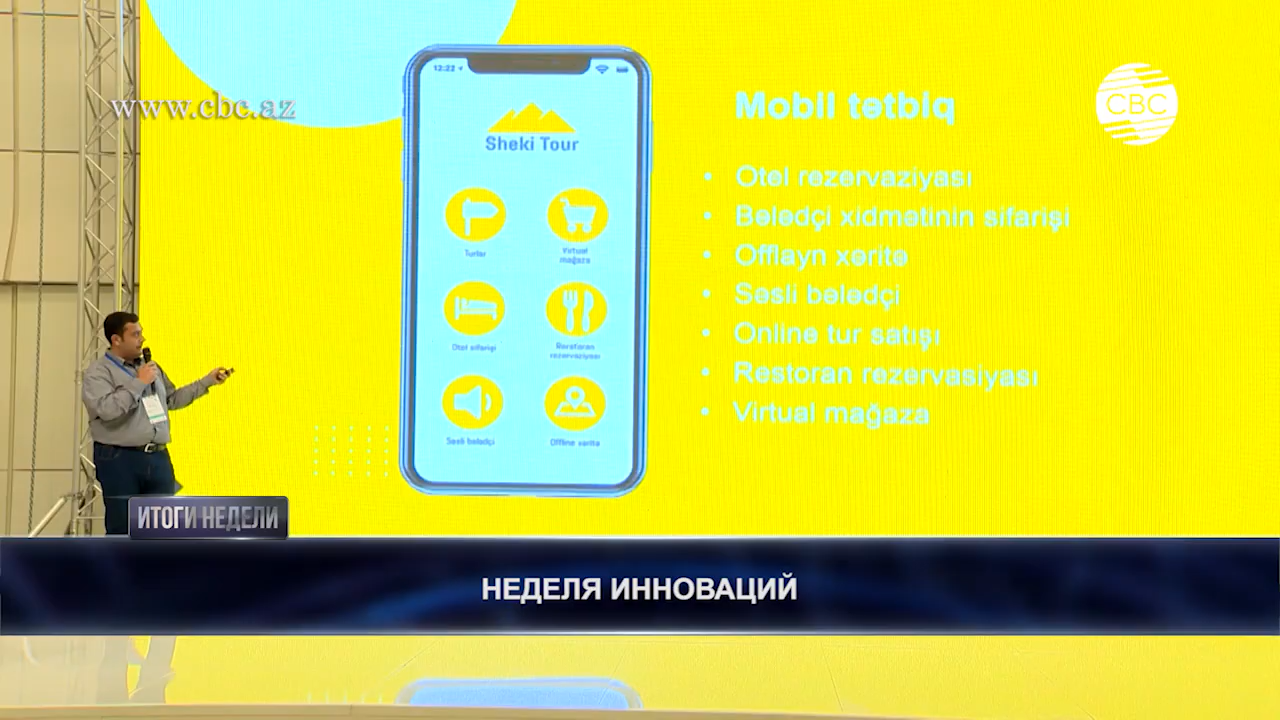 www.cbc.az
CBC
12:22
Sheki Tour
Turlar
Virtual
mağaza
Otel sifarişi
Restoran
rezervasiyası
Səsli bələdçi
Offline xəritə
Mobil tətbiq
• Otel rezervaziyası
• Bələdçi xidmətinin sifarişi
• Offlayn xəritə
• Səsli bələdçi
• Online tur satışı
• Restoran rezervasiyası
• Virtual mağaza
ИТОГИ НЕДЕЛИ
НЕДЕЛЯ ИННОВАЦИЙ